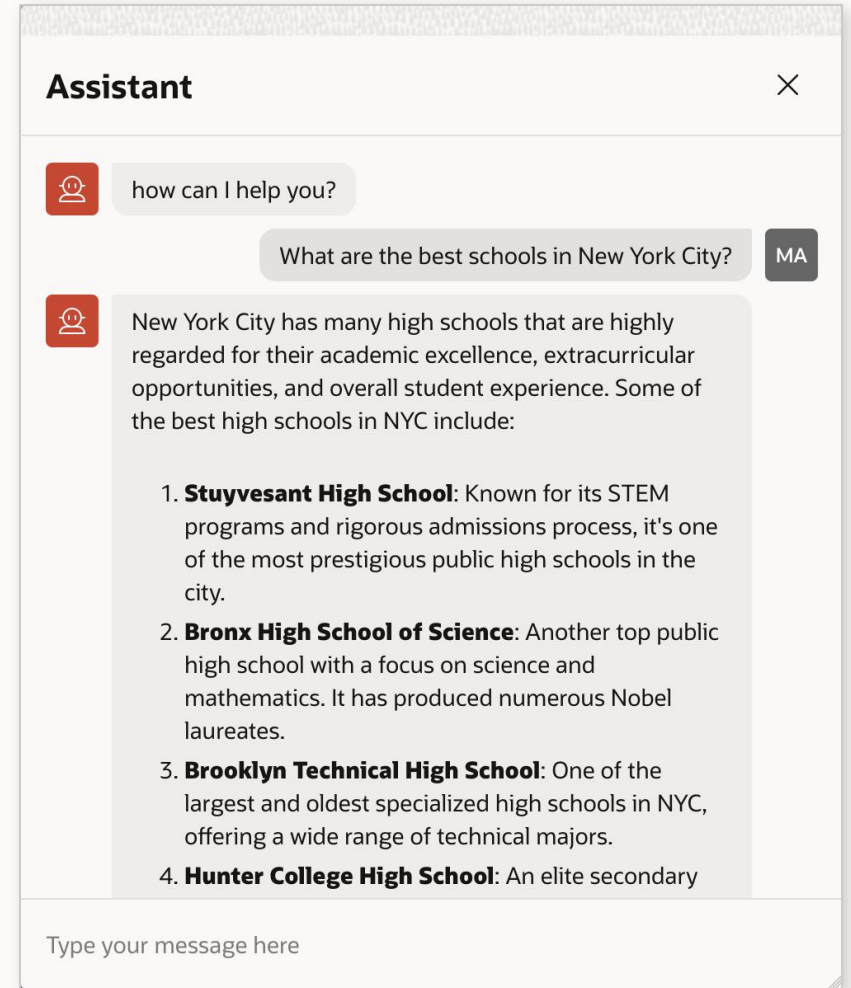 Assistant
how can I help you?
What are the best schools in New York City?
MA
New York City has many high schools that are highly
regarded for their academic excellence, extracurricular
opportunities, and overall student experience. Some of
the best high schools in NYC include:
1. Stuyvesant High School: Known for its STEM
programs and rigorous admissions process, it's one
of the most prestigious public high schools in the
city.
2. Bronx High School of Science: Another top public
high school with a focus on science and
mathematics. It has produced numerous Nobel
laureates.
3. Brooklyn Technical High School: One of the
largest and oldest specialized high schools in NYC,
offering a wide range of technical majors.
4. Hunter College High School: An elite secondary
Type your message here